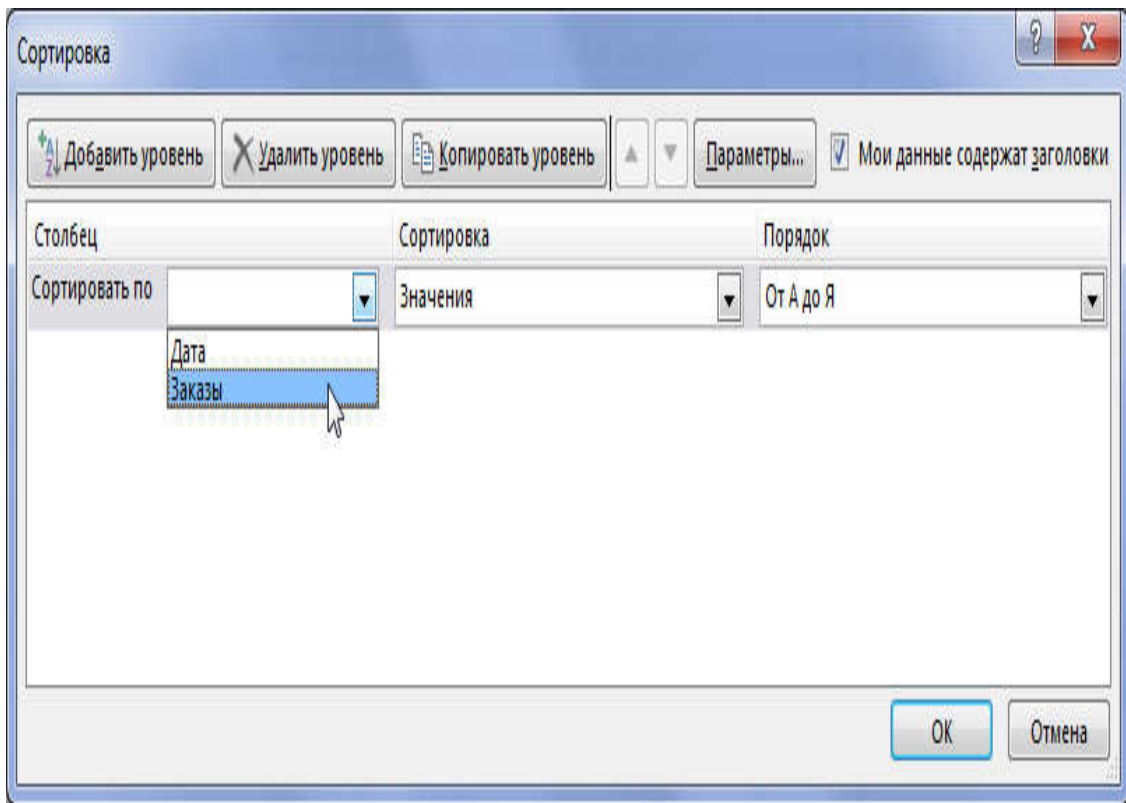 Сортировка
Добавить уровень Удалить уровень Копировать уровень Параметры... Мои данные содержат заголовки
Столбец Сортировка Порядок
Сортировать по Значения От А до Я
Дата
Заказы
ОК Отмена